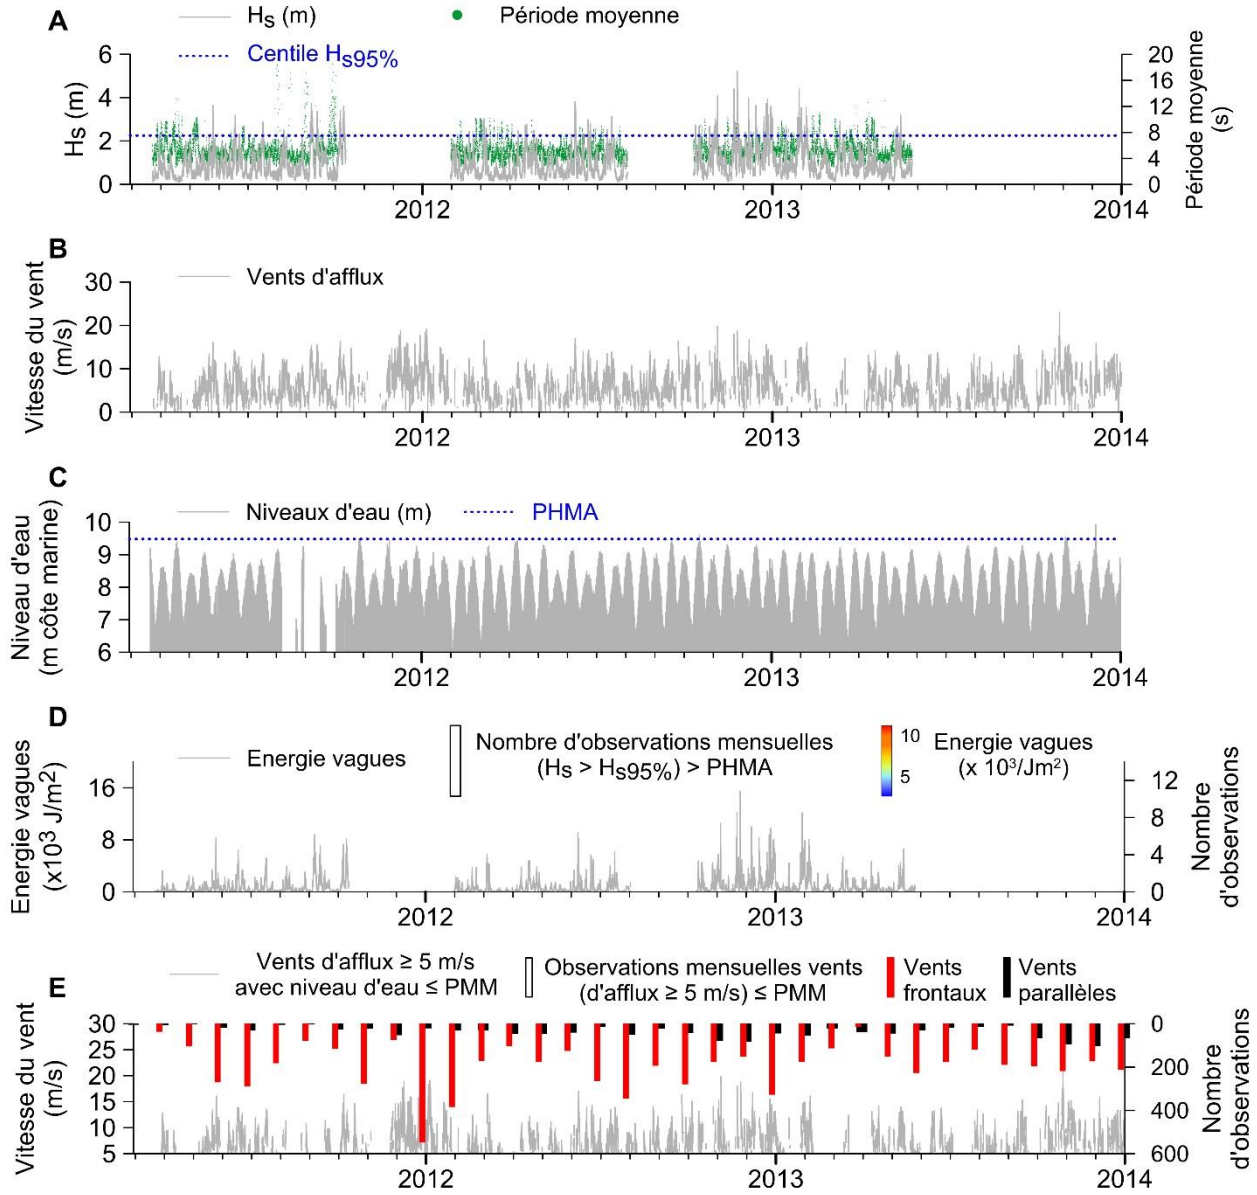 A
Hs (m)
Période moyenne
Centile Hs95%
6
4
2
0
Hs (m)
20
16
12
8
4
0
Période moyenne
(s)
2012
2013
2014
B
Vents d'afflux
30
20
10
0
Vitesse du vent
(m/s)
2012
2013
2014
C
Niveaux d'eau (m)
PHMA
10
9
8
7
6
Niveau d'eau
(m côte marine)
2012
2013
2014
D
Energie vagues
Nombre d'observations mensuelles
(Hs > Hs95%) > PHMA
10
5
Energie vagues
(x 10³/Jm²)
16
8
0
Energie vagues
(x10³ J/m²)
12
8
4
0
Nombre
d'observations
2012
2013
2014
E
Vents d'afflux ≥ 5 m/s
avec niveau d'eau ≤ PMM
Observations mensuelles vents
(d'afflux ≥ 5 m/s) ≤ PMM
Vents
frontaux
Vents
parallèles
30
25
20
15
10
5
Vitesse du vent
(m/s)
0
200
400
600
Nombre
d'observations
2012
2013
2014